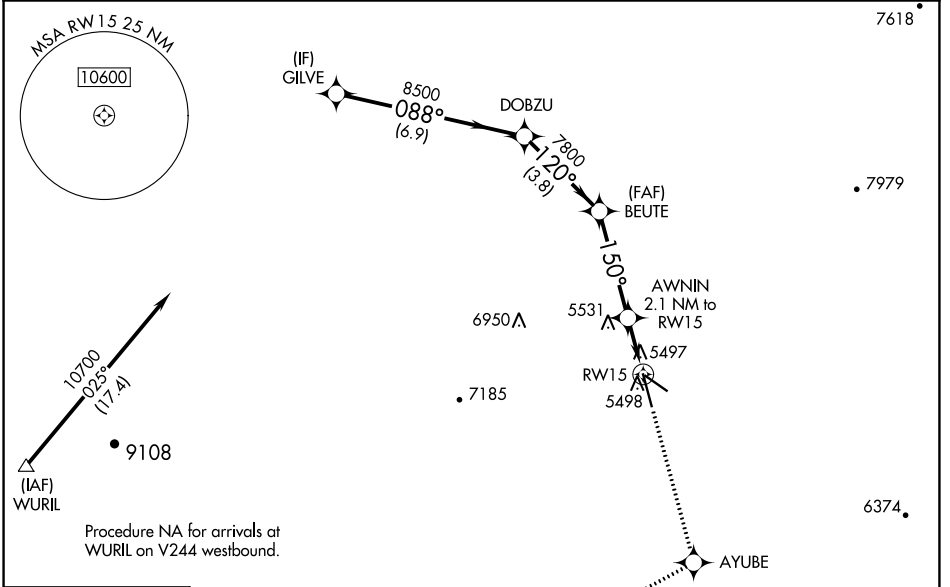 MSA RW15 25 NM
10600
7618
(IF)
GILVE
8500
088°
(6.9)
DOBZU
7800
120°
(3.8)
(FAF)
BEUTE
7979
150°
AWNIN
2.1 NM to
RW15
5531
6950
5497
RW15
5498
7185
10700
025°
(17.4)
9108
(IAF)
WURIL
6374
Procedure NA for arrivals at
WURIL on V244 westbound.
AYUBE